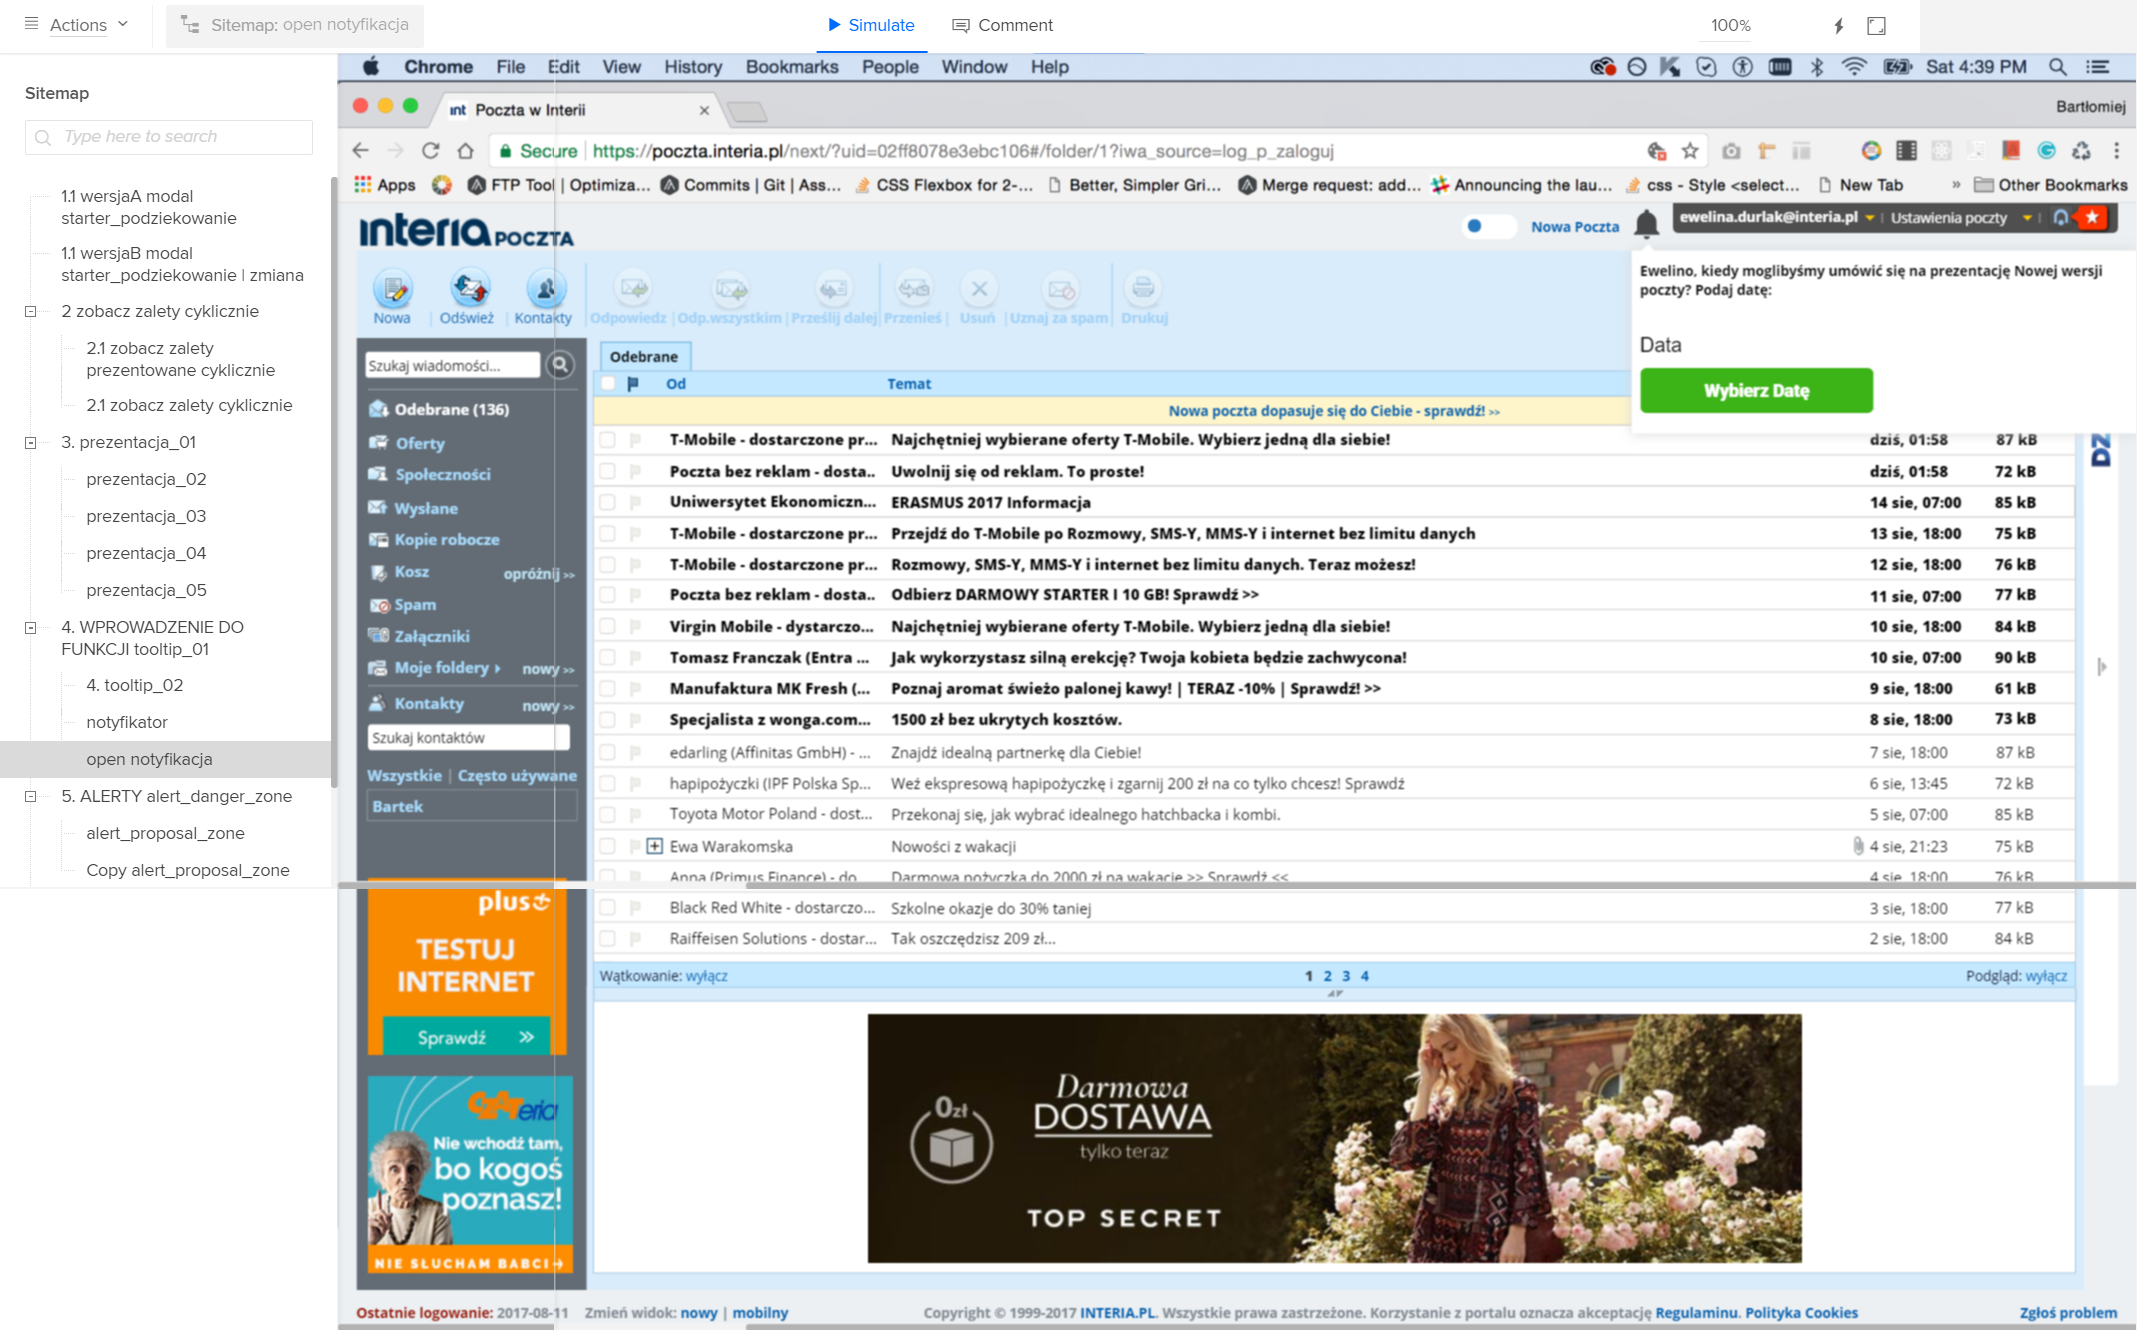 Actions
Sitemap: open notyfikacja
Simulate
Comment
100%
Sitemap
Type here to search
1.1 wersjaA modal
starter_podziekowanie
1.1 wersjaB modal
starter_podziekowanie | zmiana
2 zobacz zalety cyklicznie
2.1 zobacz zalety
prezentowane cyklicznie
2.1 zobacz zalety cyklicznie
3. prezentacja_01
prezentacja_02
prezentacja_03
prezentacja_04
prezentacja_05
4. WPROWADZENIE DO
FUNKCJI tooltip_01
4. tooltip_02
notyfikator
open notyfikacja
5. ALERTY alert_danger_zone
alert_proposal_zone
Copy alert_proposal_zone
Chrome File Edit View History Bookmarks People Window Help
Sat 4:39 PM
int Poczta w Interii
Bartłomiej
Secure https://poczta.interia.pl/next/?uid=02ff8078e3ebc106#/folder/1?iwa_source=log_p_zaloguj
Apps FTP Tool | Optimiza... Commits | Git | Ass... CSS Flexbox for 2-... Better, Simpler Gri... Merge request: add... Announcing the lau... css - Style <select... New Tab » Other Bookmarks
interia POCZTA
Nowa Poczta
ewelina.durlak@interia.pl Ustawienia poczty
Ewelino, kiedy moglibyśmy umówić się na prezentację Nowej wersji
poczty? Podaj datę:
Data
Wybierz Datę
Nowa | Odśwież | Kontakty Odpowiedz | Odp.wszystkim | Prześlij dalej Przenieś | Usuń | Uznaj za spam Drukuj
Szukaj wiadomości...
Odebrane (136)
Oferty
Społeczności
Wysłane
Kopie robocze
Kosz opróżnij >>
Spam
Załączniki
Moje foldery nowy >>
Kontakty nowy >>
Szukaj kontaktów
Wszystkie | Często używane
Bartek
plus
TESTUJ
INTERNET
Sprawdź »
czateria
Nie wchodź tam,
bo kogoś
poznasz!
NIE SŁUCHAM BABCI
Odebrane
Od Temat
Nowa poczta dopasuje się do Ciebie - sprawdź! >>
T-Mobile - dostarczone pr... Najchętniej wybierane oferty T-Mobile. Wybierz jedną dla siebie! dziś, 01:58 87 kB
Poczta bez reklam - dosta.. Uwolnij się od reklam. To proste! dziś, 01:58 72 kB
Uniwersytet Ekonomiczn... ERASMUS 2017 Informacja 14 sie, 07:00 85 kB
T-Mobile - dostarczone pr... Przejdź do T-Mobile po Rozmowy, SMS-Y, MMS-Y i internet bez limitu danych 13 sie, 18:00 75 kB
T-Mobile - dostarczone pr... Rozmowy, SMS-Y, MMS-Y i internet bez limitu danych. Teraz możesz! 12 sie, 18:00 76 kB
Poczta bez reklam - dosta.. Odbierz DARMOWY STARTER I 10 GB! Sprawdź >> 11 sie, 07:00 77 kB
Virgin Mobile - dystarczo... Najchętniej wybierane oferty T-Mobile. Wybierz jedną dla siebie! 10 sie, 18:00 84 kB
Tomasz Franczak (Entra ... Jak wykorzystasz silną erekcję? Twoja kobieta będzie zachwycona! 10 sie, 07:00 90 kB
Manufaktura MK Fresh (... Poznaj aromat świeżo palonej kawy! | TERAZ -10% | Sprawdź! >> 9 sie, 18:00 61 kB
Specjalista z wonga.com... 1500 zł bez ukrytych kosztów. 8 sie, 18:00 73 kB
edarling (Affinitas GmbH) - ... Znajdź idealną partnerkę dla Ciebie! 7 sie, 18:00 87 kB
hapipożyczki (IPF Polska Sp... Weź ekspresową hapipożyczkę i zgarnij 200 zł na co tylko chcesz! Sprawdź 6 sie, 13:45 72 kB
Toyota Motor Poland - dost... Przekonaj się, jak wybrać idealnego hatchbacka i kombi. 5 sie, 07:00 85 kB
Ewa Warakomska Nowości z wakacji 4 sie, 21:23 75 kB
Anna (Primus Finance) - do... Darmowa pożyczka do 2000 zł na wakacje >> Sprawdź << 4 sie, 18:00 76 kB
Black Red White - dostarczo... Szkolne okazje do 30% taniej 3 sie, 18:00 77 kB
Raiffeisen Solutions - dostar... Tak oszczędzisz 209 zł... 2 sie, 18:00 84 kB
DZ
Wątkowanie: wyłącz 1 2 3 4 Podgląd: wyłącz
0zł
Darmowa
DOSTAWA
tylko teraz
TOP SECRET
Ostatnie logowanie: 2017-08-11 Zmień widok: nowy | mobilny Copyright © 1999-2017 INTERIA.PL. Wszystkie prawa zastrzeżone. Korzystanie z portalu oznacza akceptację Regulaminu. Polityka Cookies Zgłoś problem